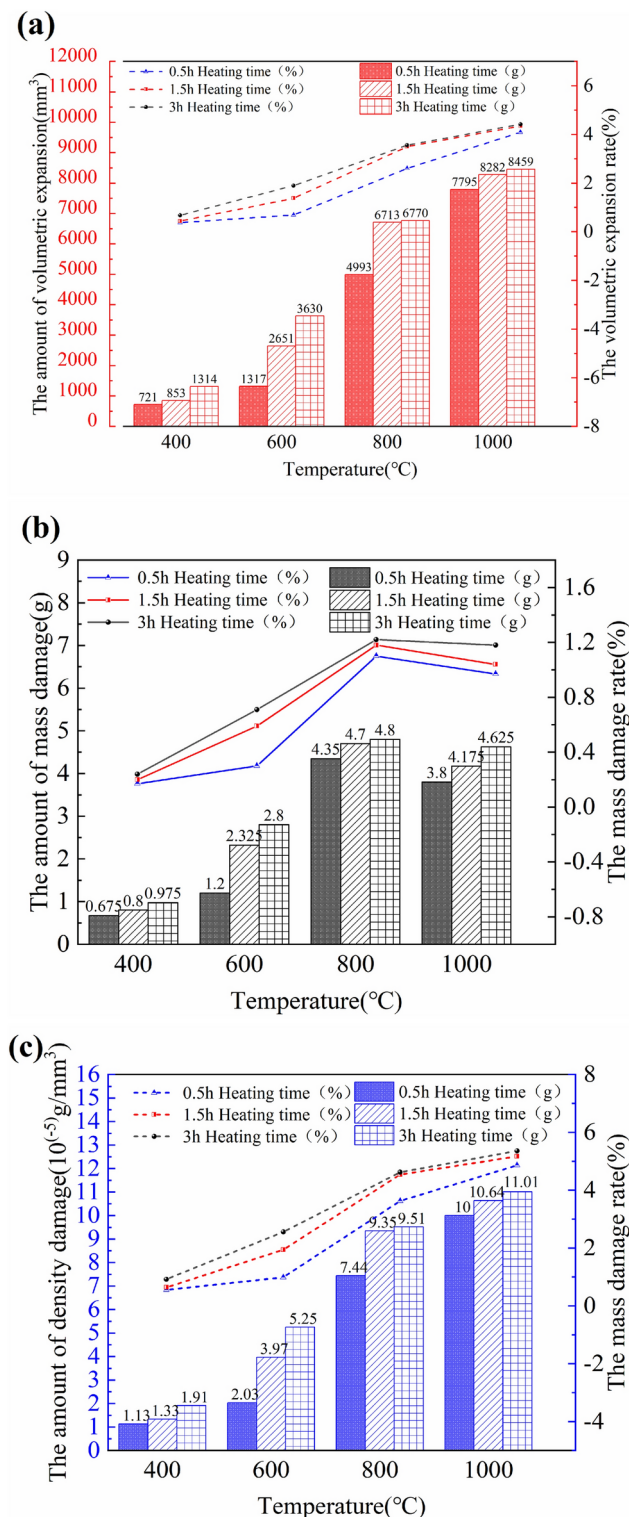 (a)
0.5h Heating time (%)
1.5h Heating time (%)
3h Heating time (%)
0.5h Heating time (g)
1.5h Heating time (g)
3h Heating time (g)
The amount of volumetric expansion(mm³)
12000
11000
10000
9000
8000
7000
6000
5000
4000
3000
2000
1000
0
721 853 1314
1317 2651 3630
4993 6713 6770
7795 8282 8459
6
4
2
0
-2
-4
-6
-8
The volumetric expansion rate(%)
400 600 800 1000
Temperature(℃)
(b)
0.5h Heating time (%)
1.5h Heating time (%)
3h Heating time (%)
0.5h Heating time (g)
1.5h Heating time (g)
3h Heating time (g)
The amount of mass damage(g)
9
8
7
6
5
4
3
2
1
0
0.675 0.8 0.975
1.2 2.325 2.8
4.35 4.7 4.8
3.8 4.175 4.625
1.6
1.2
0.8
0.4
0.0
-0.4
-0.8
The mass damage rate(%)
400 600 800 1000
Temperature(℃)
(c)
0.5h Heating time (%)
1.5h Heating time (%)
3h Heating time (%)
0.5h Heating time (g)
1.5h Heating time (g)
3h Heating time (g)
The amount of density damage(10^(-5)g/mm³)
16
15
14
13
12
11
10
9
8
7
6
5
4
3
2
1
0
1.13 1.33 1.91
2.03 3.97 5.25
7.44 9.35 9.51
10 10.64 11.01
8
6
4
2
0
-2
-4
The mass damage rate(%)
400 600 800 1000
Temperature(℃)